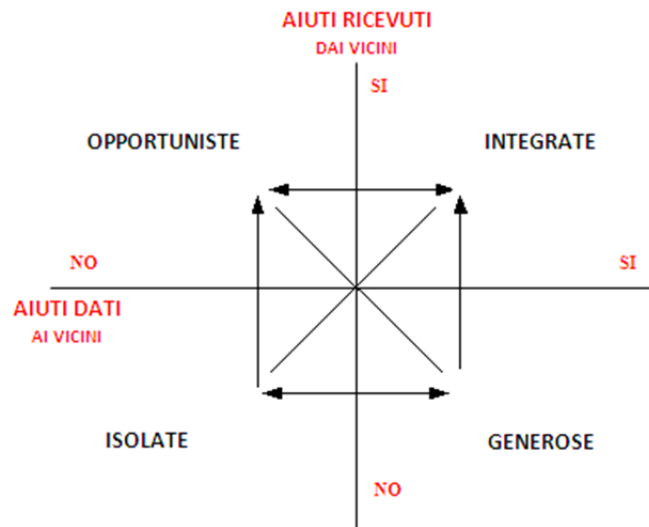 AIUTI RICEVUTI
DAI VICINI
SI
OPPORTUNISTE
INTEGRATE
NO
SI
AIUTI DATI
AI VICINI
ISOLATE
GENEROSE
NO